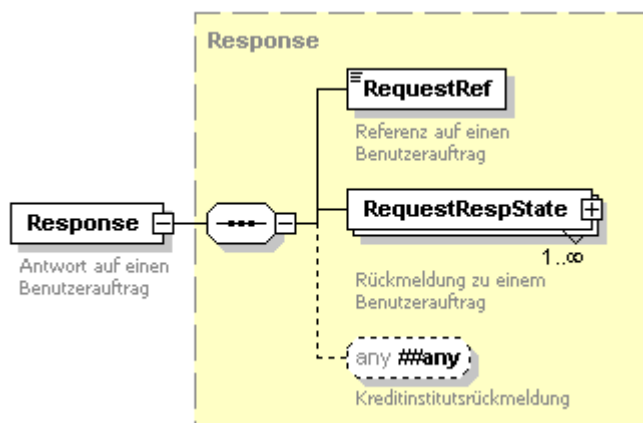 Response
RequestRef
Referenz auf einen
Benutzerauftrag
Response
Antwort auf einen
Benutzerauftrag
RequestRespState
1..∞
Rückmeldung zu einem
Benutzerauftrag
any ##any
Kreditinstitutsrückmeldung